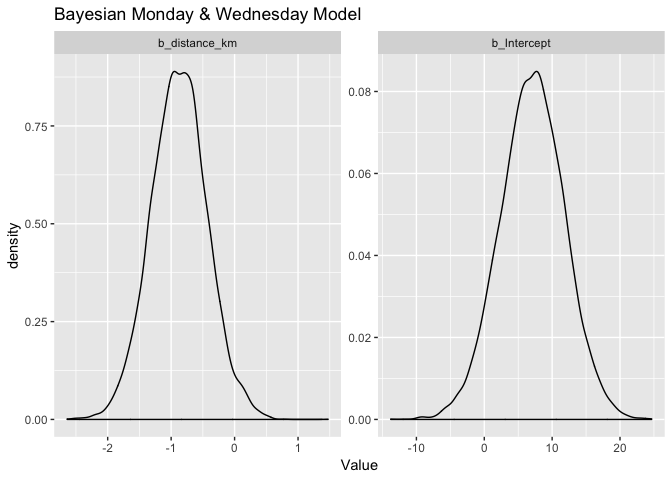 Bayesian Monday & Wednesday Model
b_distance_km
b_Intercept
density
0.75
0.50
0.25
0.00
0.08
0.06
0.04
0.02
0.00
-2 -1 0 1
-10 0 10 20
Value